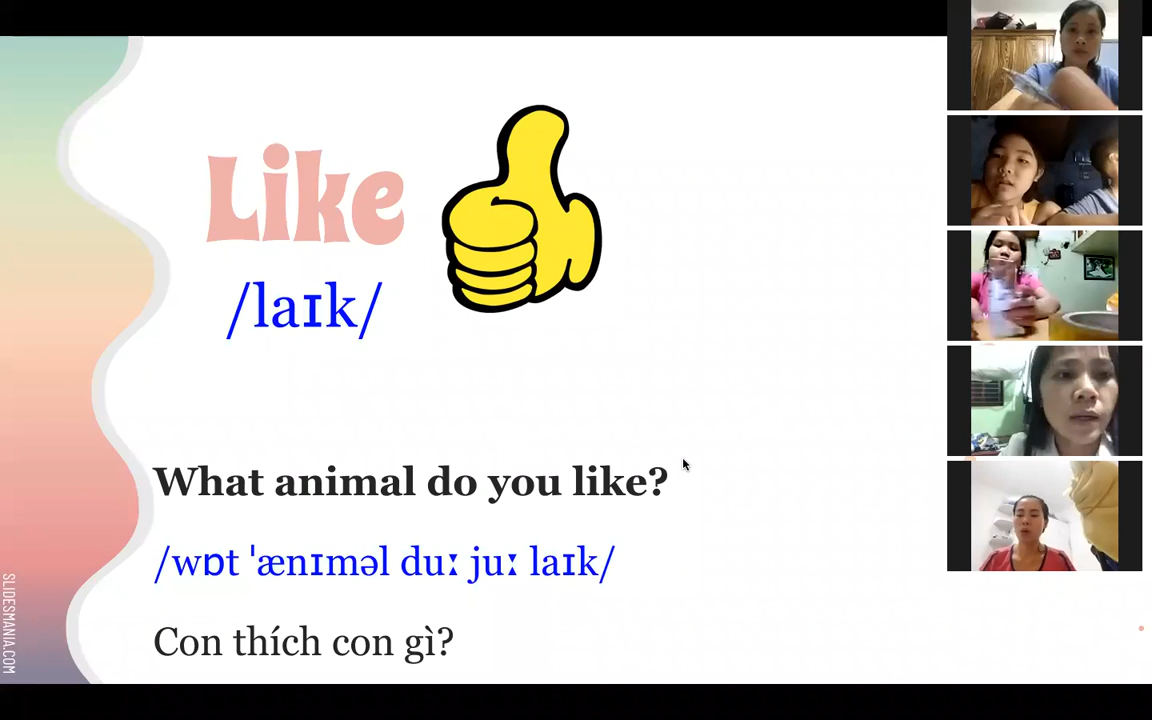 Like
/laɪk/
What animal do you like?
/wɒt ˈænɪməl duː juː laɪk/
Con thích con gì?
SLIDESMANIA.COM